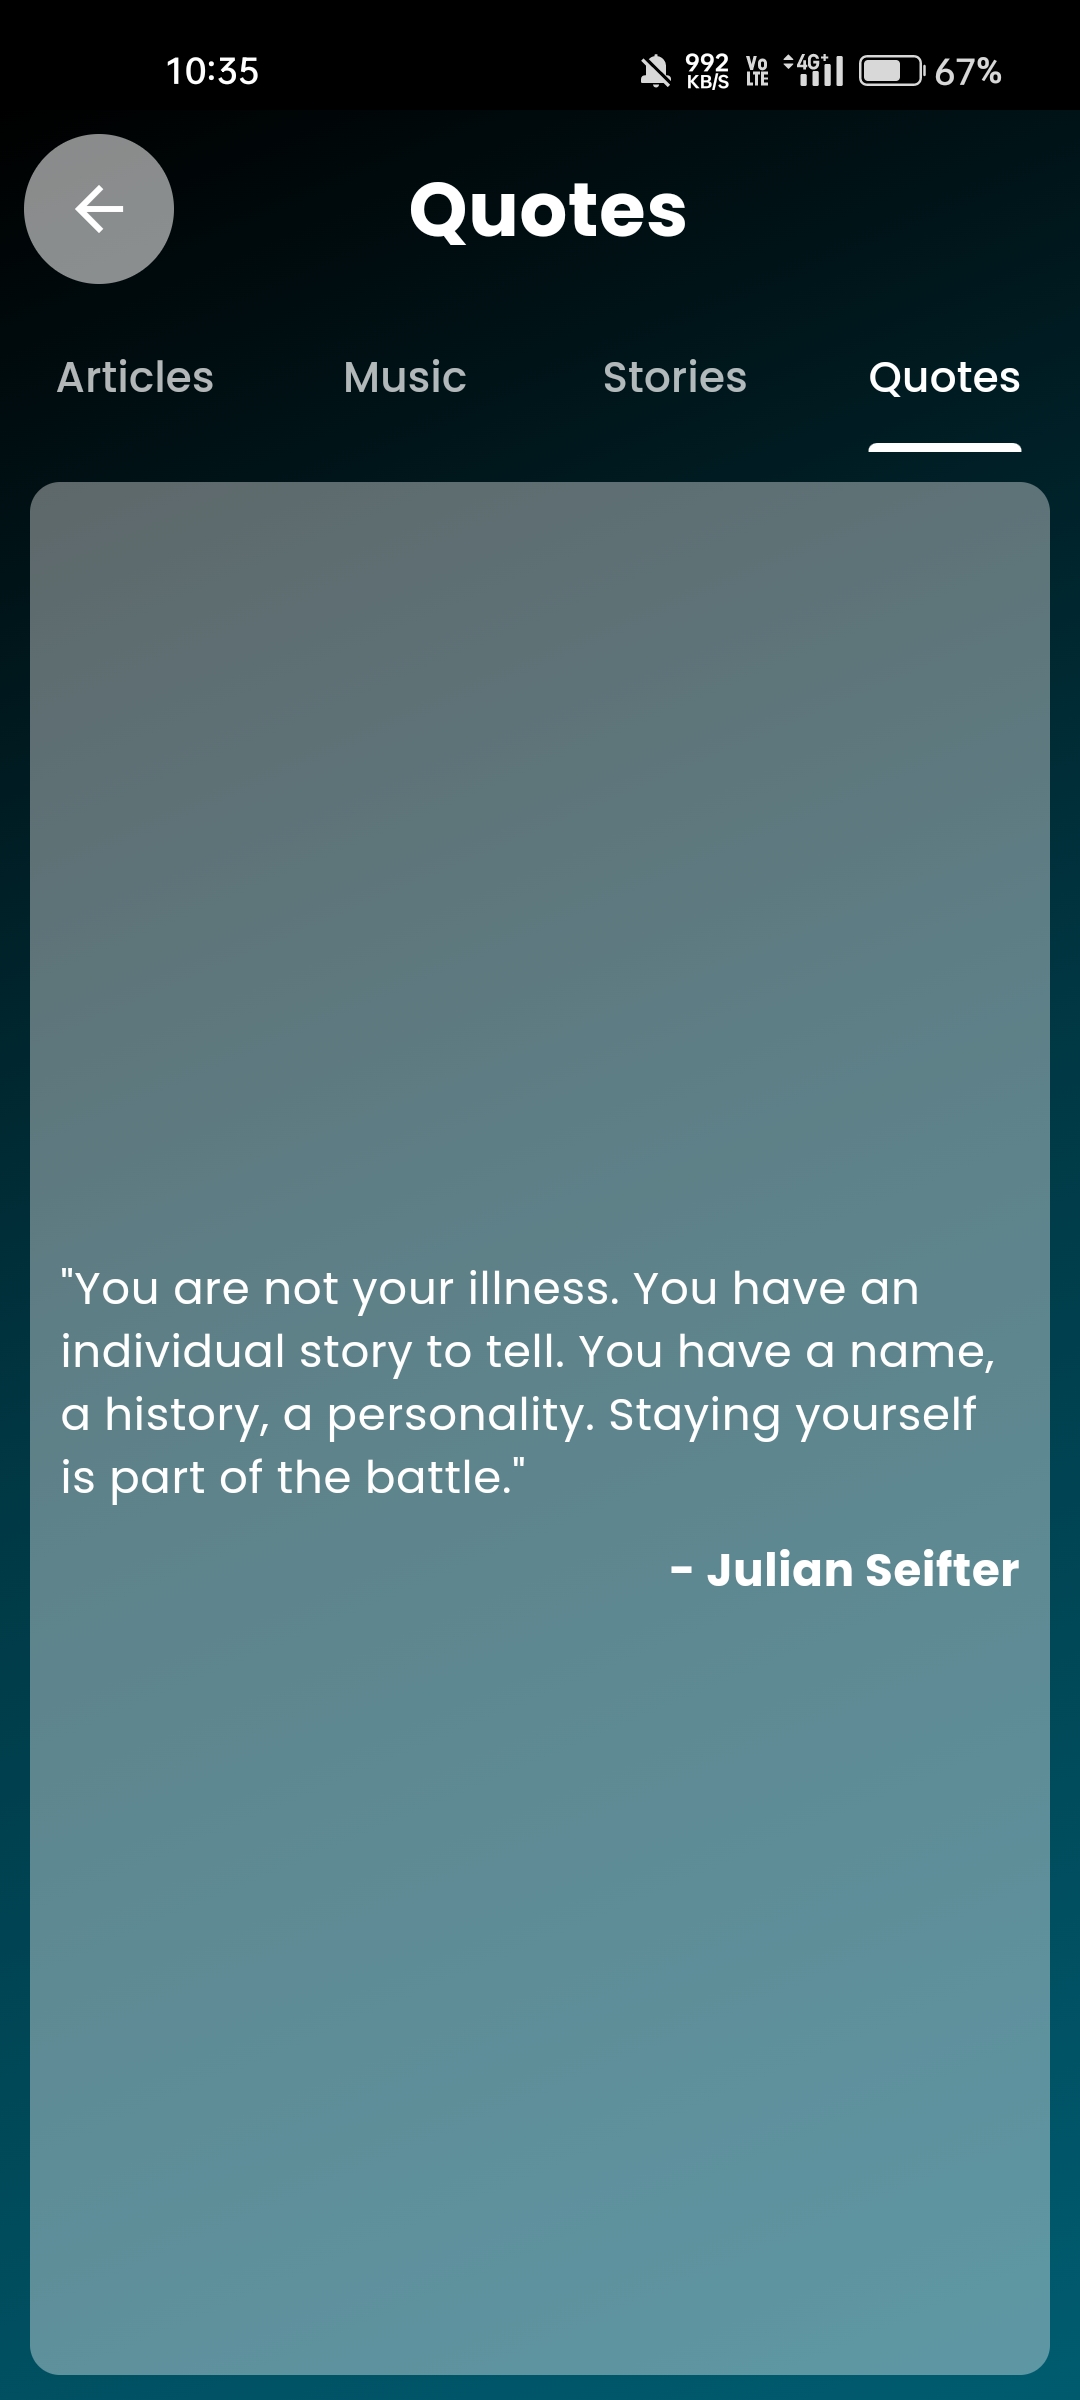 10:35
992 KB/S Vo LTE 4G+ 67%
Quotes
Articles Music Stories Quotes
"You are not your illness. You have an
individual story to tell. You have a name,
a history, a personality. Staying yourself
is part of the battle."
- Julian Seifter